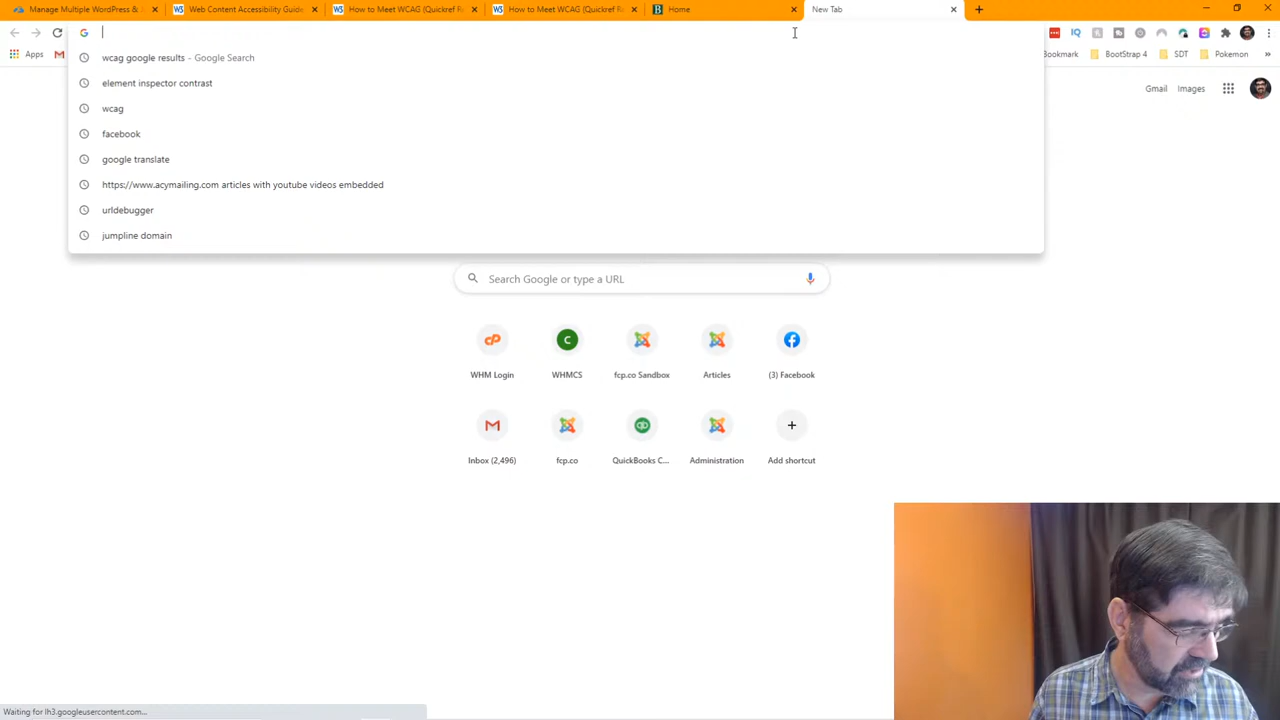 Manage Multiple WordPress &
Web Content Accessibility Guide
How to Meet WCAG (Quickref R
How to Meet WCAG (Quickref R
Home
New Tab
Apps
Bookmark
BootStrap 4
SDT
Pokemon
wcag google results - Google Search
element inspector contrast
wcag
facebook
google translate
https://www.acymailing.com articles with youtube videos embedded
urldebugger
jumpline domain
Gmail
Images
Search Google or type a URL
WHM Login
WHMCS
fcp.co Sandbox
Articles
(3) Facebook
Inbox (2,496)
fcp.co
QuickBooks C...
Administration
Add shortcut
Waiting for lh3.googleusercontent.com...